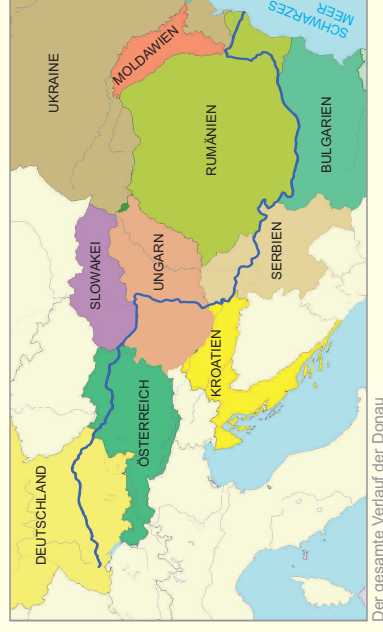 DEUTSCHLAND
ÖSTERREICH
SLOWAKEI
UNGARN
KROATIEN
SERBIEN
RUMÄNIEN
BULGARIEN
MOLDAWIEN
UKRAINE
SCHWARZES
MEER
Der gesamte Verlauf der Donau